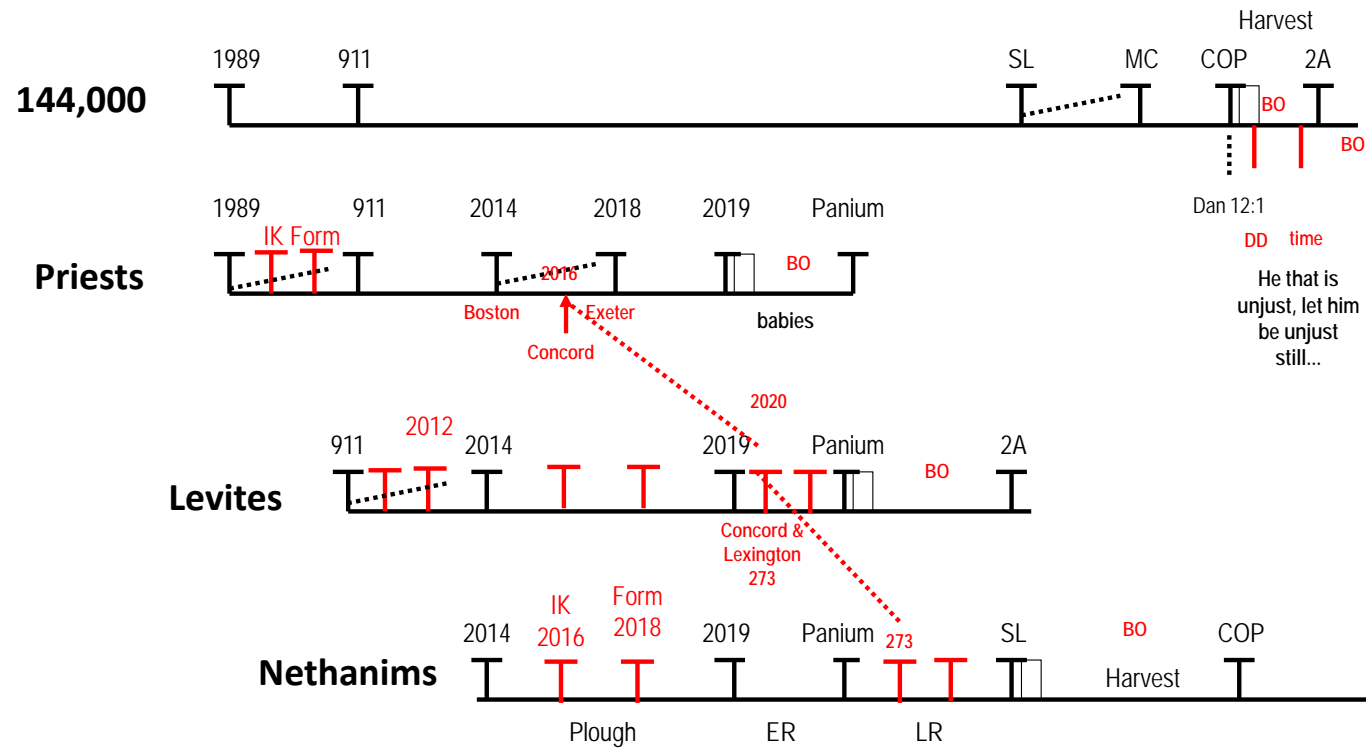 Harvest
1989 911 SL MC COP 2A
144,000
BO
BO
Dan 12:1
DD time
He that is
unjust, let him
be unjust
still...
1989 911 2014 2018 2019 Panium
IK Form
Priests
2016
BO
Boston Exeter
babies
Concord
2020
2012
911 2014 2019 Panium 2A
BO
Levites
Concord &
Lexington
273
IK Form
2016 2018
2014 2019 Panium 273 SL BO COP
Nethanims
Harvest
Plough ER LR